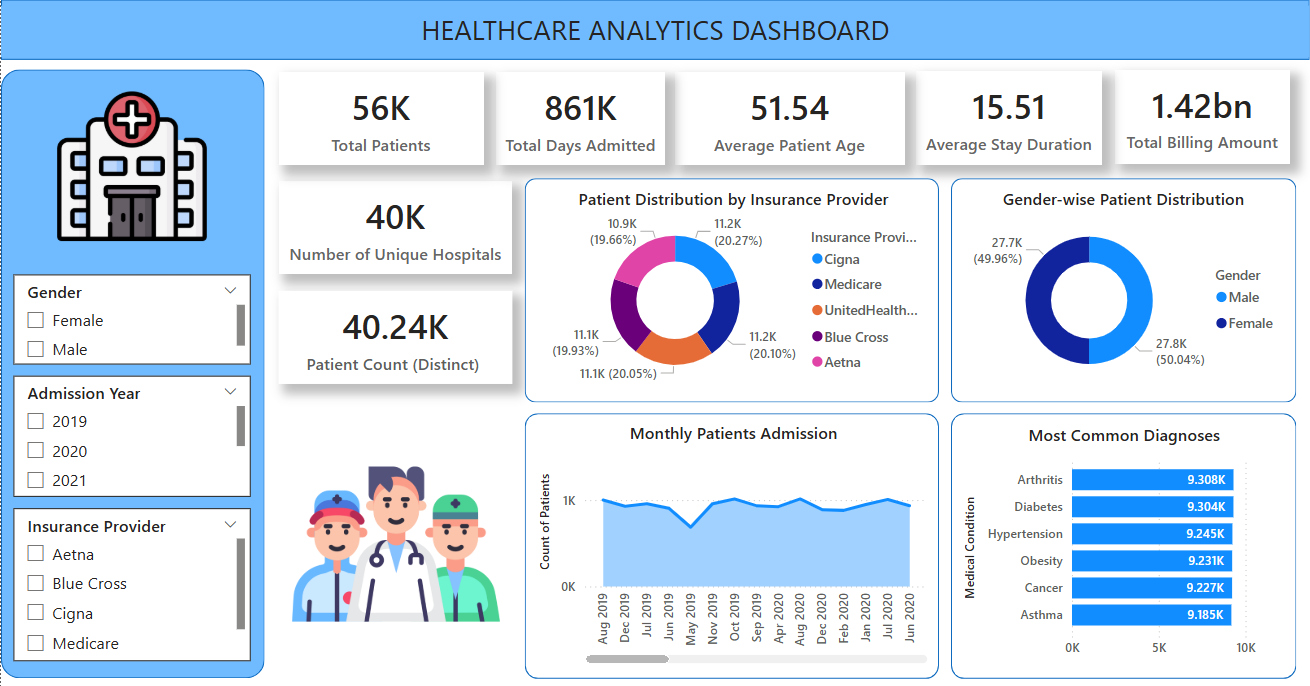 HEALTHCARE ANALYTICS DASHBOARD
56K
Total Patients
861K
Total Days Admitted
51.54
Average Patient Age
15.51
Average Stay Duration
1.42bn
Total Billing Amount
40K
Number of Unique Hospitals
40.24K
Patient Count (Distinct)
Gender
Female
Male
Admission Year
2019
2020
2021
Insurance Provider
Aetna
Blue Cross
Cigna
Medicare
Patient Distribution by Insurance Provider
10.9K
(19.66%)
11.2K
(20.27%)
11.1K
(19.93%)
11.2K
(20.10%)
11.1K (20.05%)
Insurance Provi...
Cigna
Medicare
UnitedHealth...
Blue Cross
Aetna
Gender-wise Patient Distribution
27.7K
(49.96%)
27.8K
(50.04%)
Gender
Male
Female
Monthly Patients Admission
Count of Patients
1K
0K
Aug 2019
Dec 2019
Jul 2019
Jun 2019
May 2019
Nov 2019
Oct 2019
Sep 2019
Apr 2020
Aug 2020
Dec 2020
Feb 2020
Jan 2020
Jul 2020
Jun 2020
Most Common Diagnoses
Medical Condition
Arthritis 9.308K
Diabetes 9.304K
Hypertension 9.245K
Obesity 9.231K
Cancer 9.227K
Asthma 9.185K
0K 5K 10K